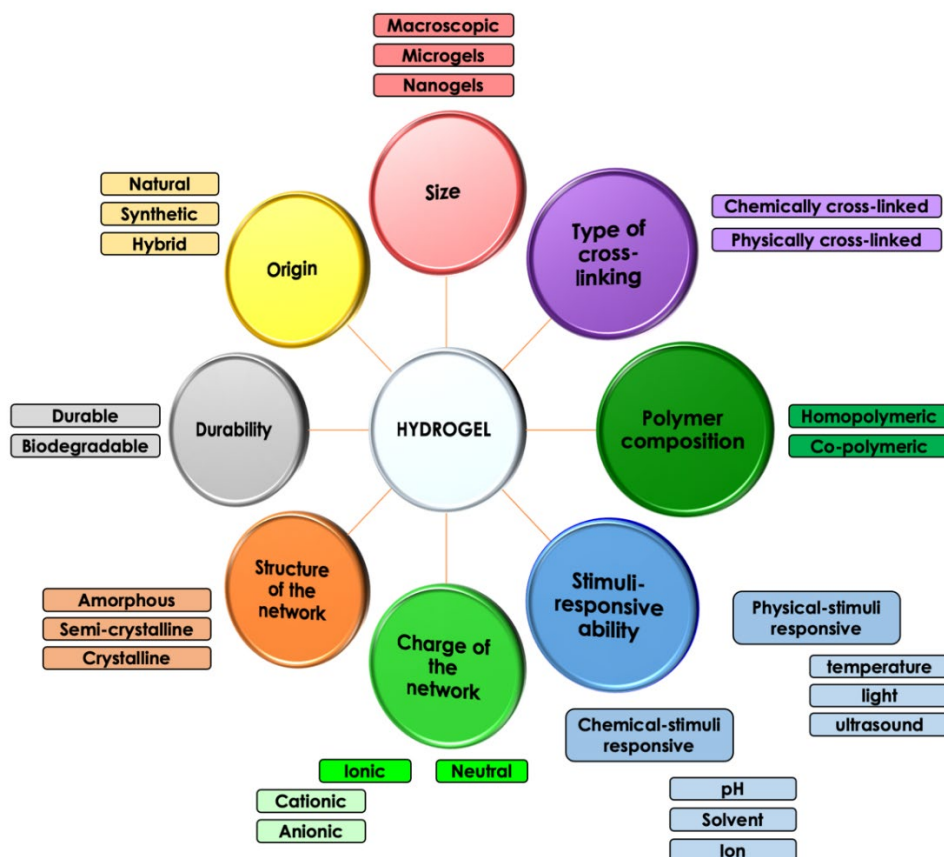 Macroscopic
Microgels
Nanogels
Size
Natural
Synthetic
Hybrid
Origin
Type of
cross-
linking
Chemically cross-linked
Physically cross-linked
Durable
Biodegradable
Durability
HYDROGEL
Polymer
composition
Homopolymeric
Co-polymeric
Structure
of the
network
Amorphous
Semi-crystalline
Crystalline
Charge of
the
network
Ionic
Neutral
Cationic
Anionic
Stimuli-
responsive
ability
Physical-stimuli
responsive
temperature
light
ultrasound
Chemical-stimuli
responsive
pH
Solvent
Ion